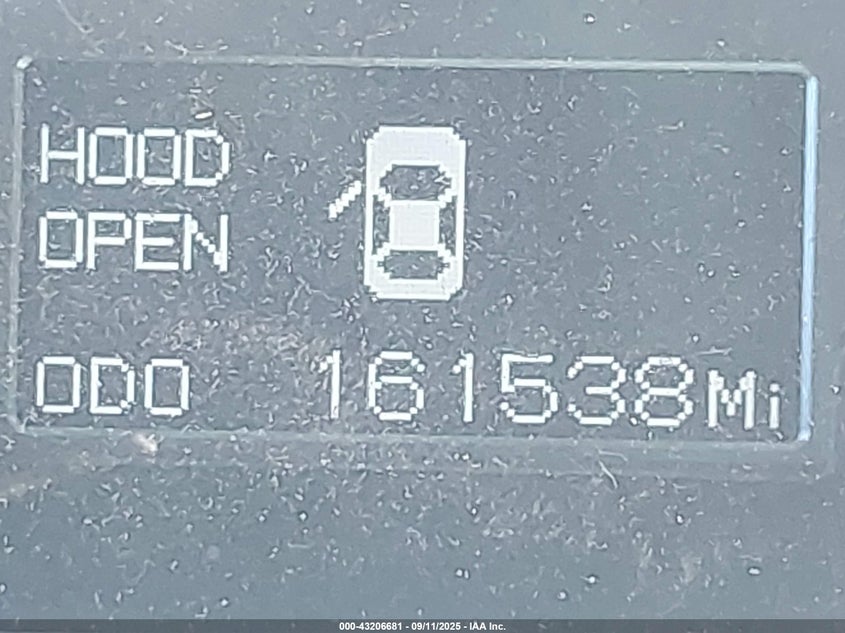 HOOD
OPEN
ODO 161538Mi
000-43206681 - 09/11/2025 - IAA Inc.